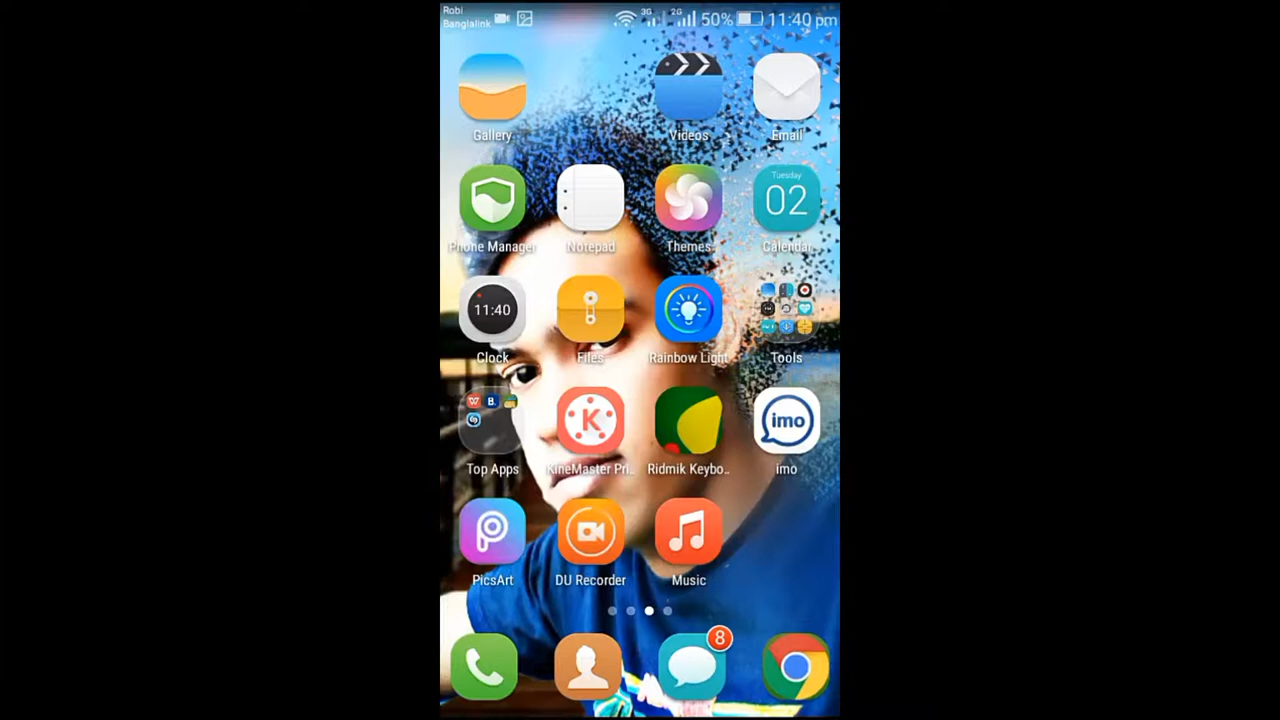 Robi
Banglalink
3G 2G 50% 11:40 pm
Gallery Videos Email
Tuesday
02
Phone Manager Notepad Themes Calendar
11:40
Clock Files Rainbow Light Tools
W B. K imo
Top Apps KineMaster Pri.. Ridmik Keybo.. imo
PicsArt DU Recorder Music
8